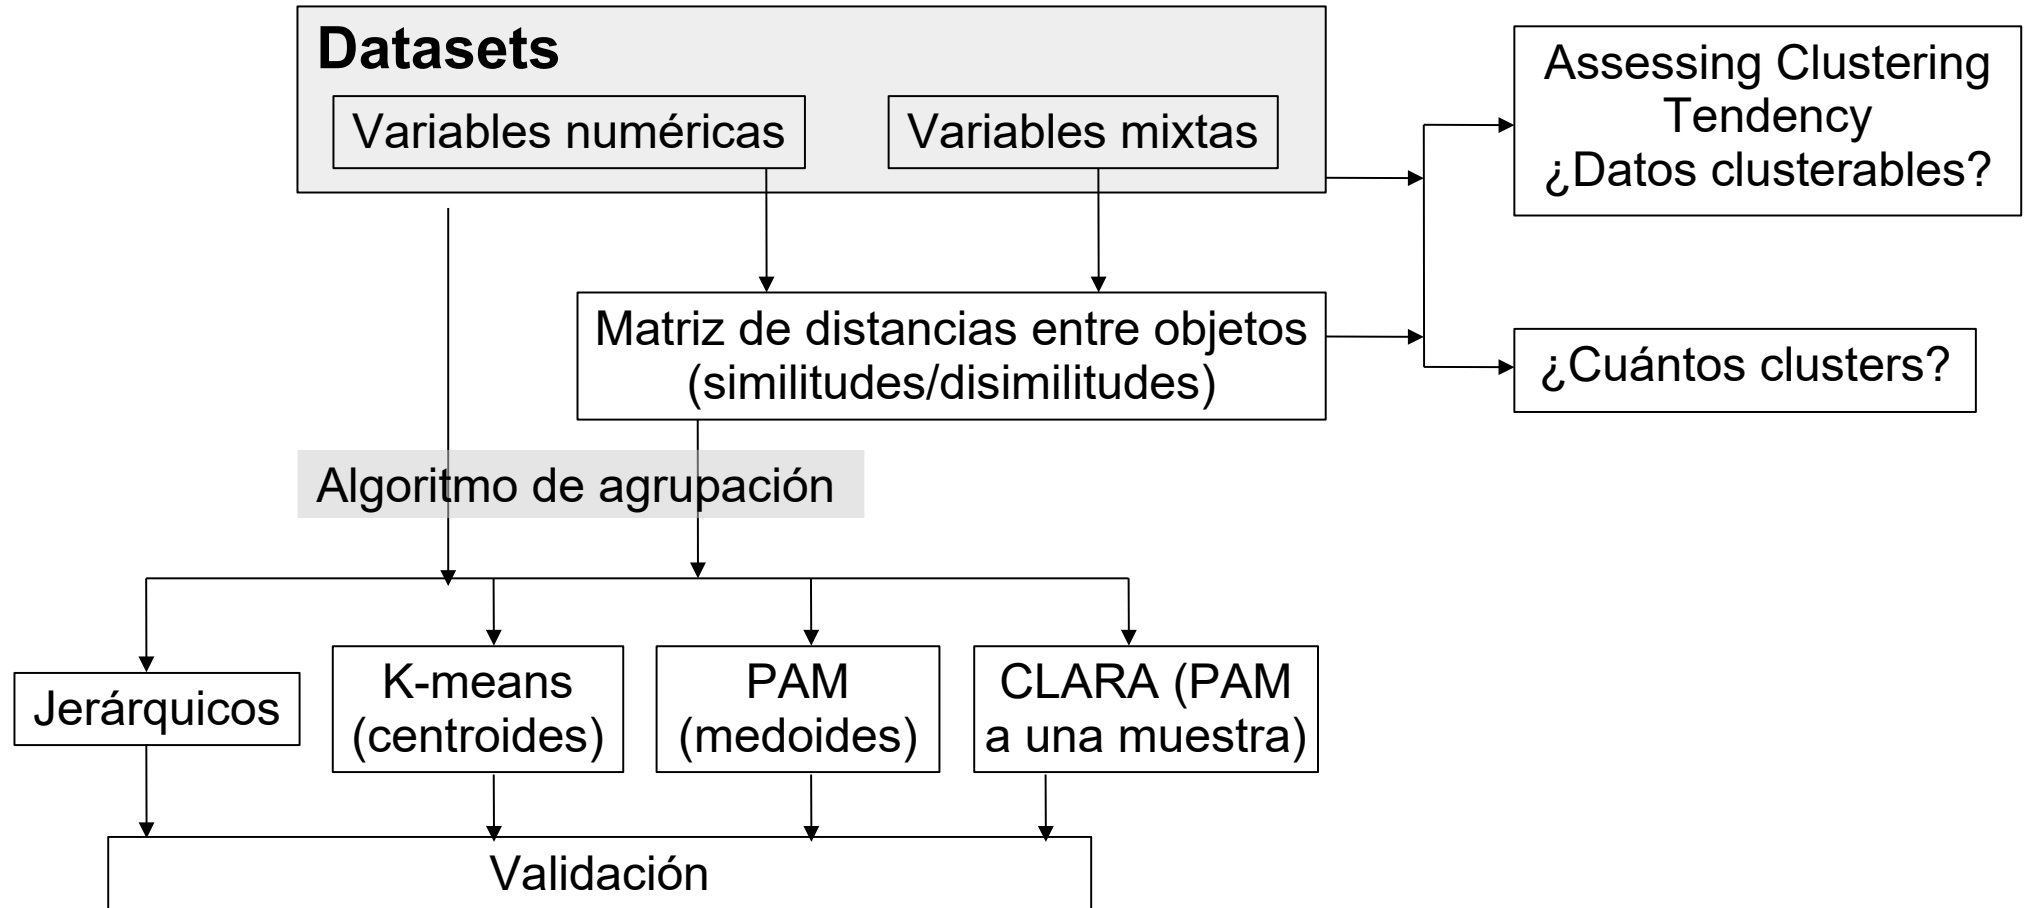 Datasets
Variables numéricas
Variables mixtas
Assessing Clustering
Tendency
¿Datos clusterables?
Matriz de distancias entre objetos
(similitudes/disimilitudes)
¿Cuántos clusters?
Algoritmo de agrupación
Jerárquicos
K-means
(centroides)
PAM
(medoides)
CLARA (PAM
a una muestra)
Validación